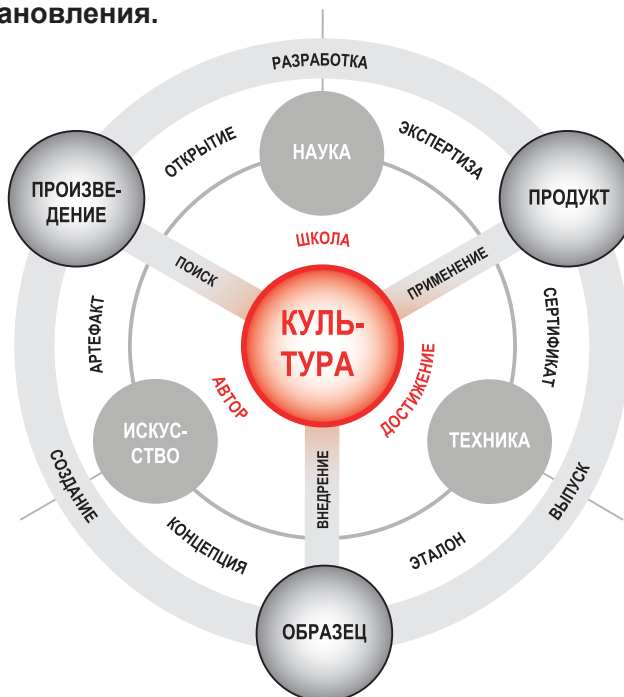 ановления.
РАЗРАБОТКА
ОТКРЫТИЕ
ЭКСПЕРТИЗА
НАУКА
ПРОИЗВЕ-
ДЕНИЕ
ПРОДУКТ
ШКОЛА
ПОИСК
ПРИМЕНЕНИЕ
КУЛЬ-
ТУРА
АРТЕФАКТ
СЕРТИФИКАТ
АВТОР
ДОСТИЖЕНИЕ
ИСКУС-
СТВО
ТЕХНИКА
СОЗДАНИЕ
ВНЕДРЕНИЕ
ВЫПУСК
КОНЦЕПЦИЯ
ЭТАЛОН
ОБРАЗЕЦ